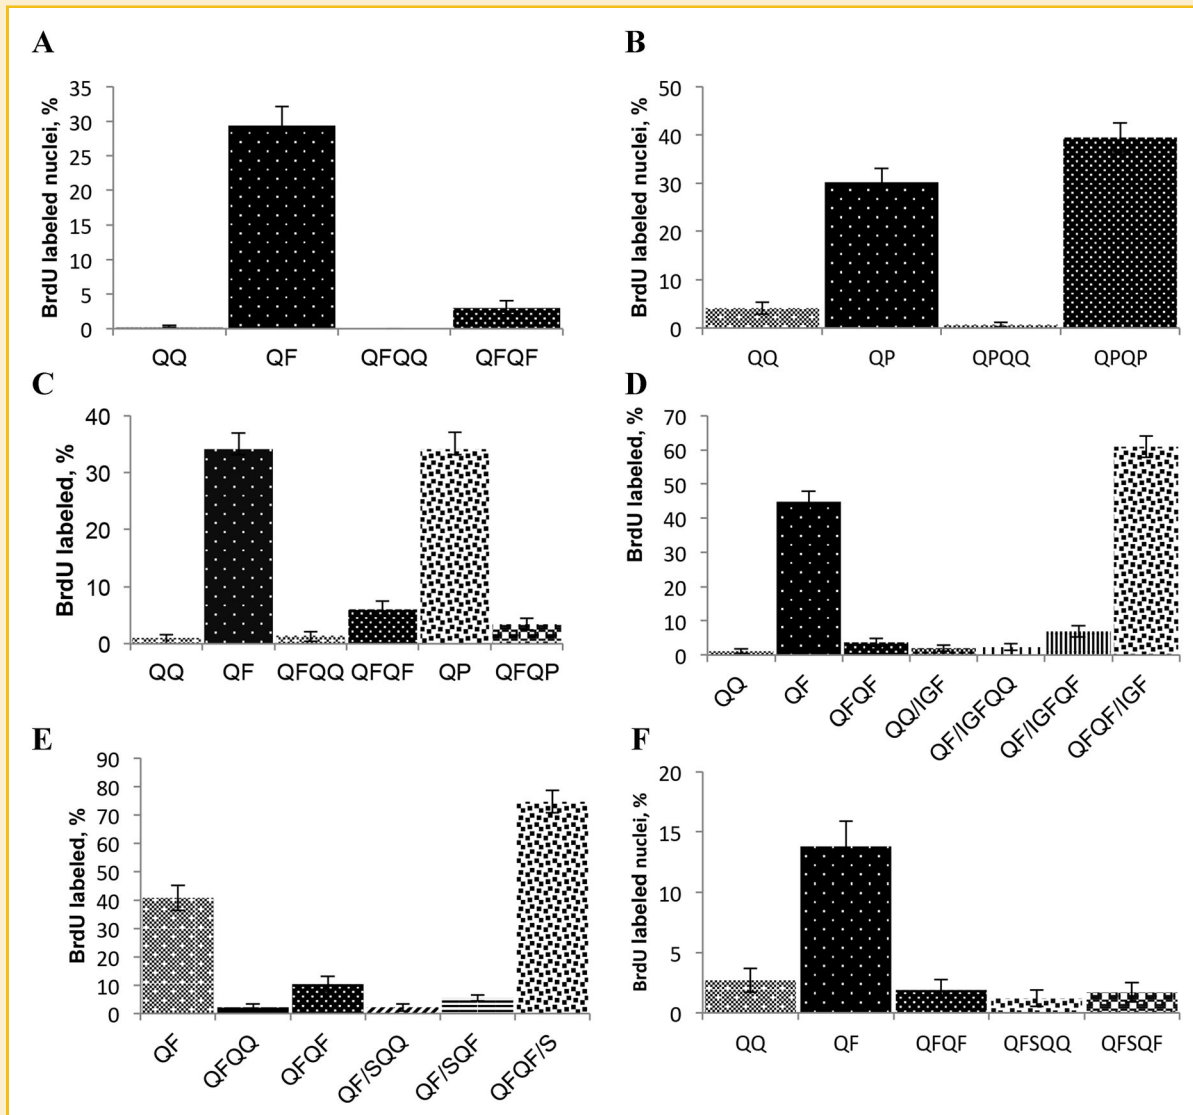 A
BrdU labeled nuclei, %
35
30
25
20
15
10
5
0
QQ QF QFQQ QFQF
B
BrdU labeled nuclei, %
50
40
30
20
10
0
QQ QP QPQQ QPQP
C
BrdU labeled, %
40
30
20
10
0
QQ QF QFQQ QFQF QP QFQP
D
BrdU labeled, %
70
60
50
40
30
20
10
0
QQ QF QFQF QQ/IGF QF/IGFQQ QF/IGFQF QFQF/IGF
E
BrdU labeled, %
90
80
70
60
50
40
30
20
10
0
QF QFQQ QFQF QF/SQQ QF/SQF QFQF/S
F
BrdU labeled nuclei, %
20
15
10
5
0
QQ QF QFQF QFSQQ QFSQF